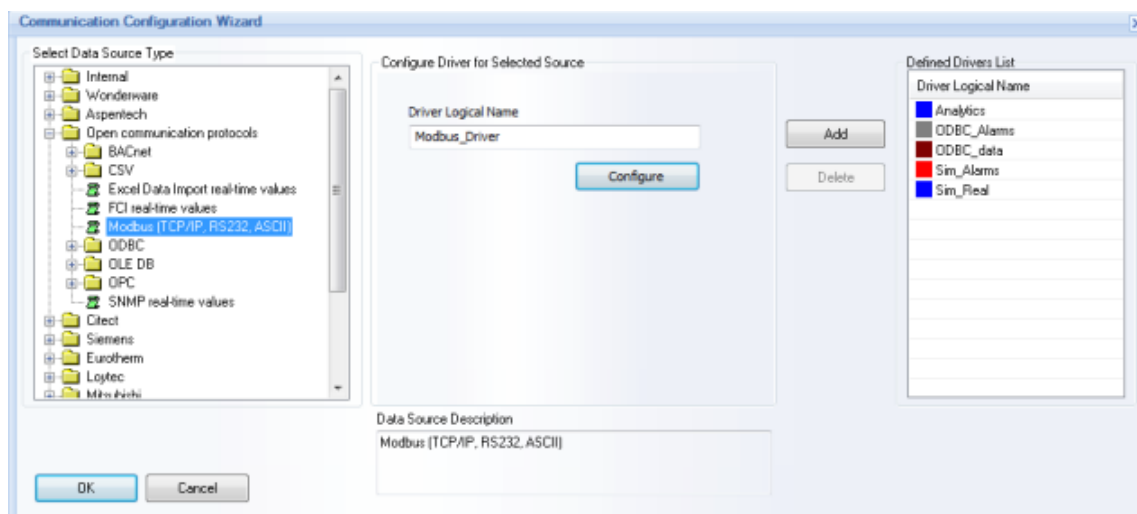 Communication Configuration Wizard
Select Data Source Type
Internal
Wonderware
Aspentech
Open communication protocols
BACnet
CSV
Excel Data Import real-time values
FCI real-time values
Modbus (TCP/IP, RS232, ASCII)
ODBC
OLE DB
OPC
SNMP real-time values
Citect
Siemens
Eurotherm
Loytec
Mitsubishi
OK
Cancel
Configure Driver for Selected Source
Driver Logical Name
Modbus_Driver
Configure
Data Source Description
Modbus (TCP/IP, RS232, ASCII)
Add
Delete
Defined Drivers List
Driver Logical Name
Analytics
ODBC_Alarms
ODBC_data
Sim_Alarms
Sim_Real